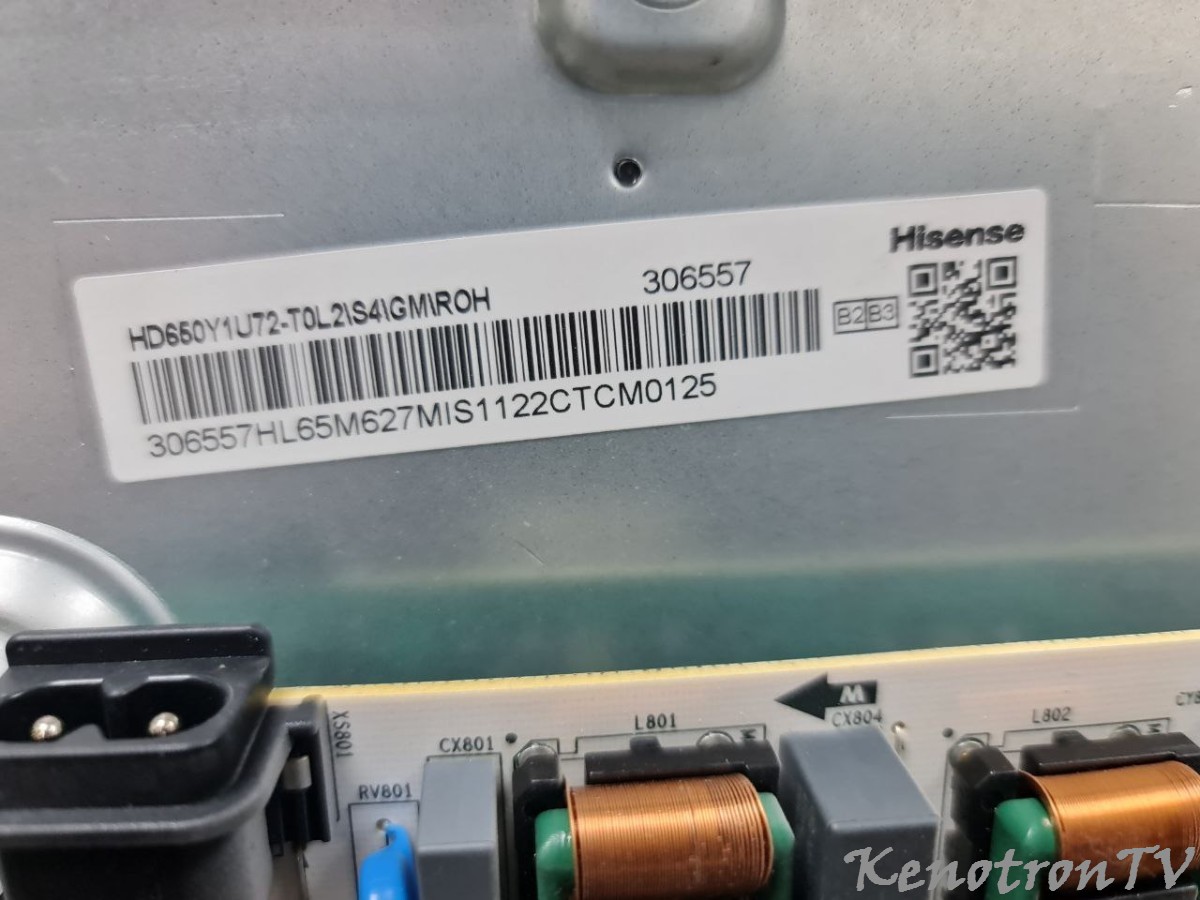 Hisense
306557
HD650Y1U72-T0L2\S4\GM\ROH
B2 B3
306557HL65M627MIS1122CTCM0125
XS801
RV801
CX801
L801
M
CX804
L802
KenotronTV